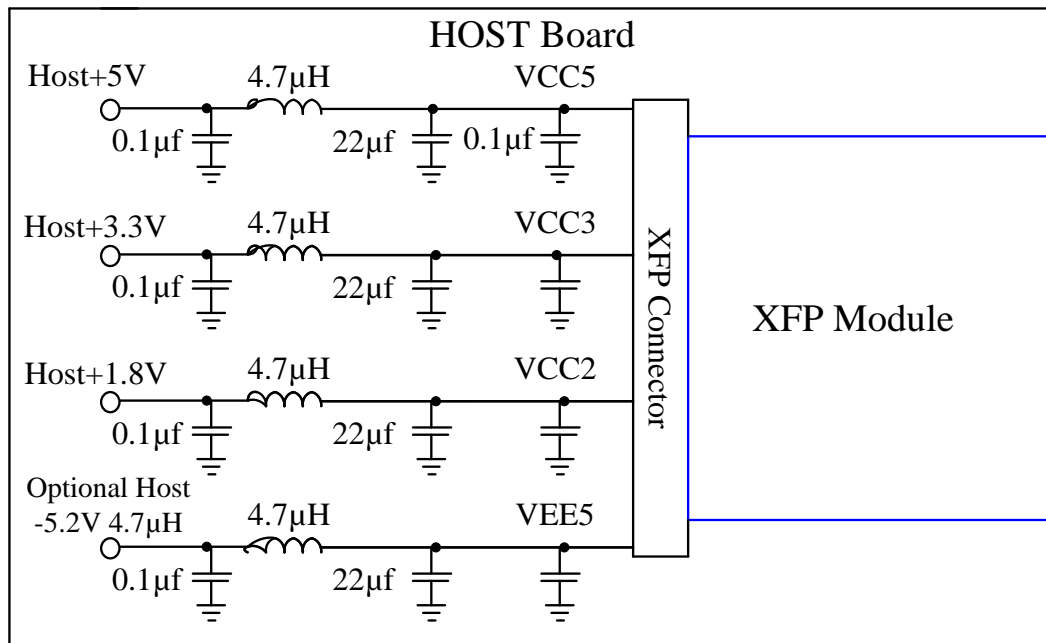 HOST Board
Host+5V
4.7µH
VCC5
0.1µf
22µf
0.1µf
Host+3.3V
4.7µH
VCC3
0.1µf
22µf
XFP Connector
XFP Module
Host+1.8V
4.7µH
VCC2
0.1µf
22µf
Optional Host
-5.2V 4.7µH
4.7µH
VEE5
0.1µf
22µf